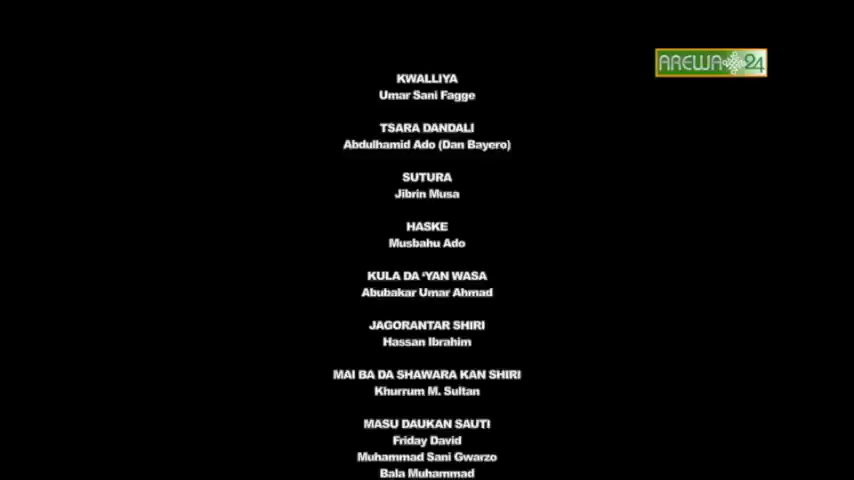 AREWA 24
KWALLIYA
Umar Sani Fagge
TSARA DANDALI
Abdulhamid Ado (Dan Bayero)
SUTURA
Jibrin Musa
HASKE
Musbahu Ado
KULA DA ‘YAN WASA
Abubakar Umar Ahmad
JAGORANTAR SHIRI
Hassan Ibrahim
MAI BA DA SHAWARA KAN SHIRI
Khurrum M. Sultan
MASU DAUKAN SAUTI
Friday David
Muhammad Sani Gwarzo
Bala Muhammad